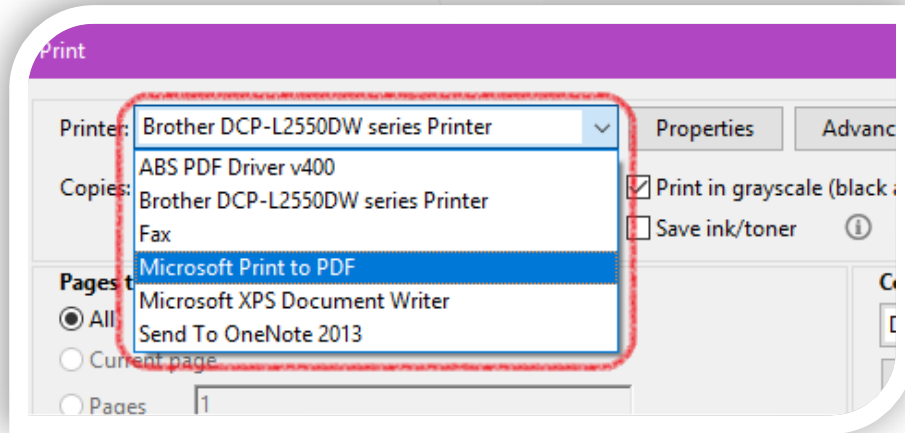 Print
Printer: Brother DCP-L2550DW series Printer Properties
ABS PDF Driver v400
Copies: Print in grayscale (black
Brother DCP-L2550DW series Printer
Save ink/toner
Fax
Microsoft Print to PDF
Pages
Microsoft XPS Document Writer
All
Send To OneNote 2013
Current page
Pages 1